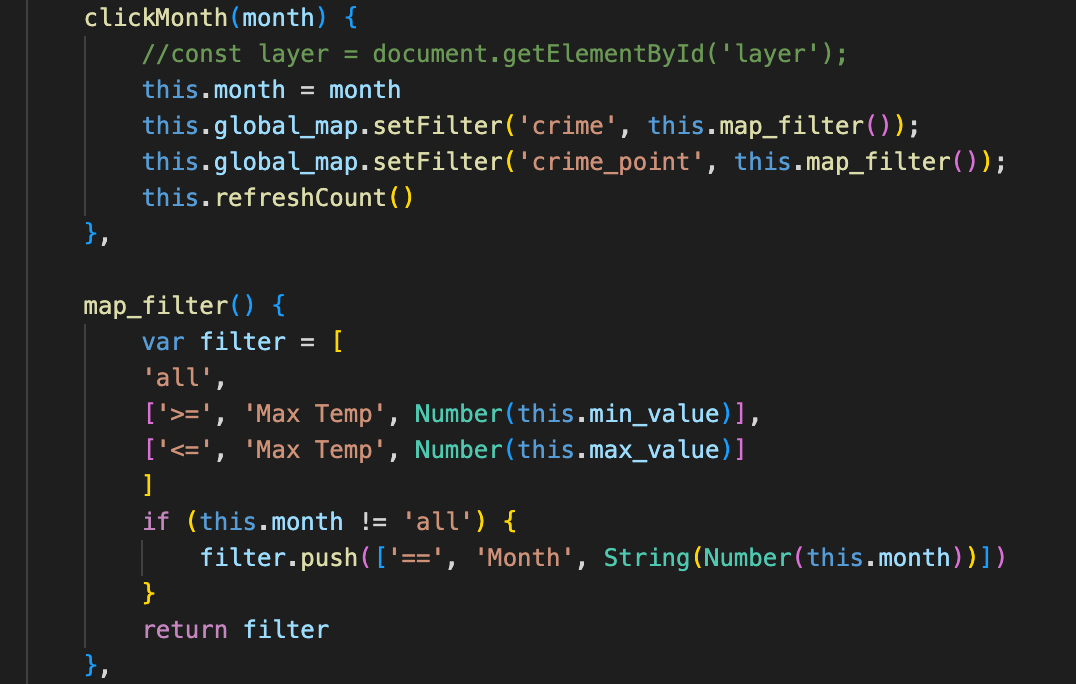 clickMonth(month) {
//const layer = document.getElementById('layer');
this.month = month
this.global_map.setFilter('crime', this.map_filter());
this.global_map.setFilter('crime_point', this.map_filter());
this.refreshCount()
},
map_filter() {
var filter = [
'all',
['>=', 'Max Temp', Number(this.min_value)],
['<=', 'Max Temp', Number(this.max_value)]
]
if (this.month != 'all') {
filter.push(['==', 'Month', String(Number(this.month))])
}
return filter
},